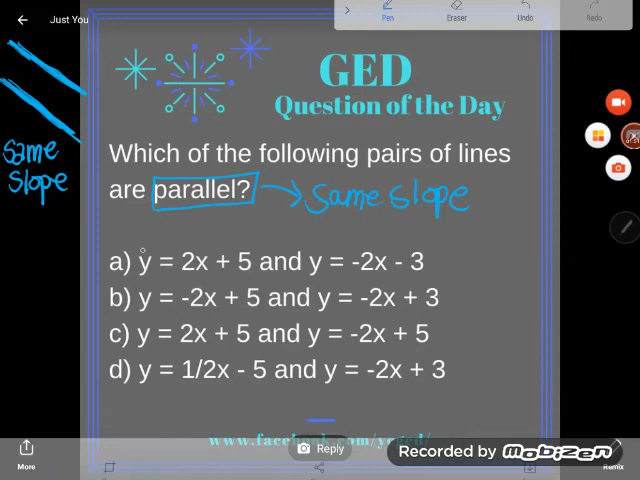 Just You
Pen
Eraser
Undo
Redo
GED
Question of the Day
Same
Slope
Which of the following pairs of lines
are parallel? → Same Slope
a) y = 2x + 5 and y = -2x - 3
b) y = -2x + 5 and y = -2x + 3
c) y = 2x + 5 and y = -2x + 5
d) y = 1/2x - 5 and y = -2x + 3
Reply
Recorded by MOBIZEN
More
Remix